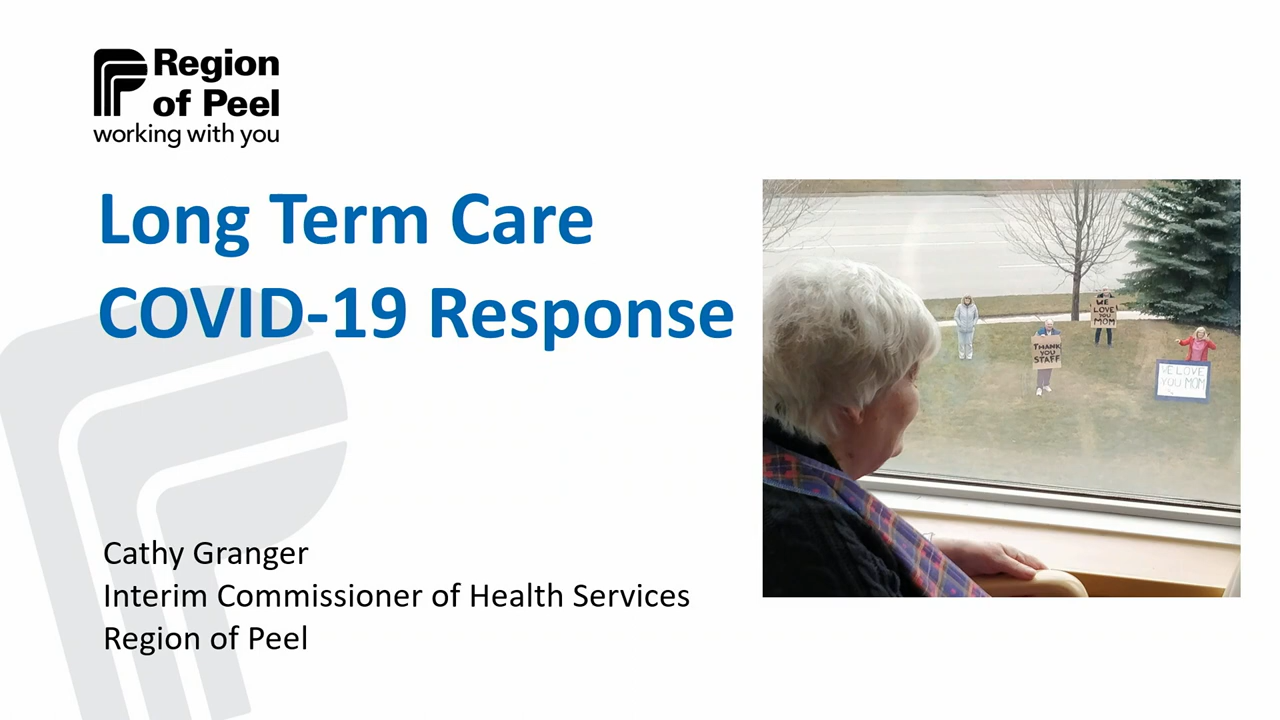 Region
of Peel
working with you
Long Term Care
COVID-19 Response
Cathy Granger
Interim Commissioner of Health Services
Region of Peel
THANK
YOU
STAFF
WE
LOVE
YOU
MOM
WE LOVE
YOU MOM